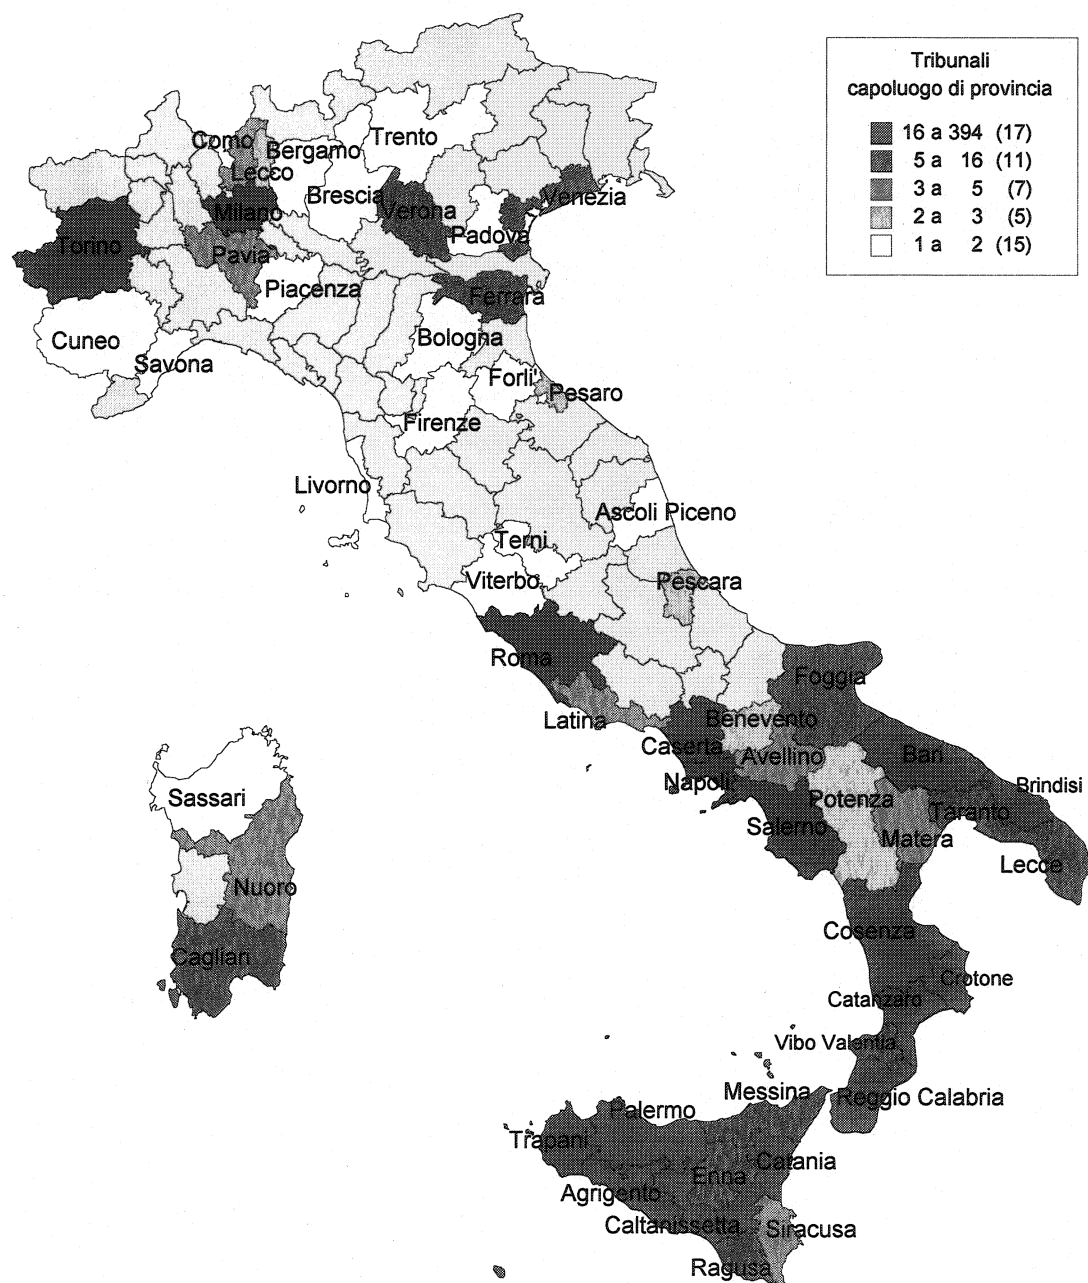 Tribunali
capoluogo di provincia
16 a 394 (17)
5 a 16 (11)
3 a 5 (7)
2 a 3 (5)
1 a 2 (15)
Trento
Como
Bergamo
Lecco
Brescia
Venezia
Milano
Verona
Padova
Torino
Pavia
Piacenza
Ferrara
Cuneo
Bologna
Savona
Forli'
Pesaro
Firenze
Livorno
Ascoli Piceno
Terni
Viterbo
Pescara
Roma
Foggia
Latina
Benevento
Caserta
Avellino
Bari
Napoli
Brindisi
Sassari
Potenza
Taranto
Salerno
Matera
Lecce
Nuoro
Cosenza
Cagliari
Crotone
Catanzaro
Vibo Valentia
Messina
Reggio Calabria
Palermo
Trapani
Catania
Enna
Agrigento
Caltanissetta
Siracusa
Ragusa